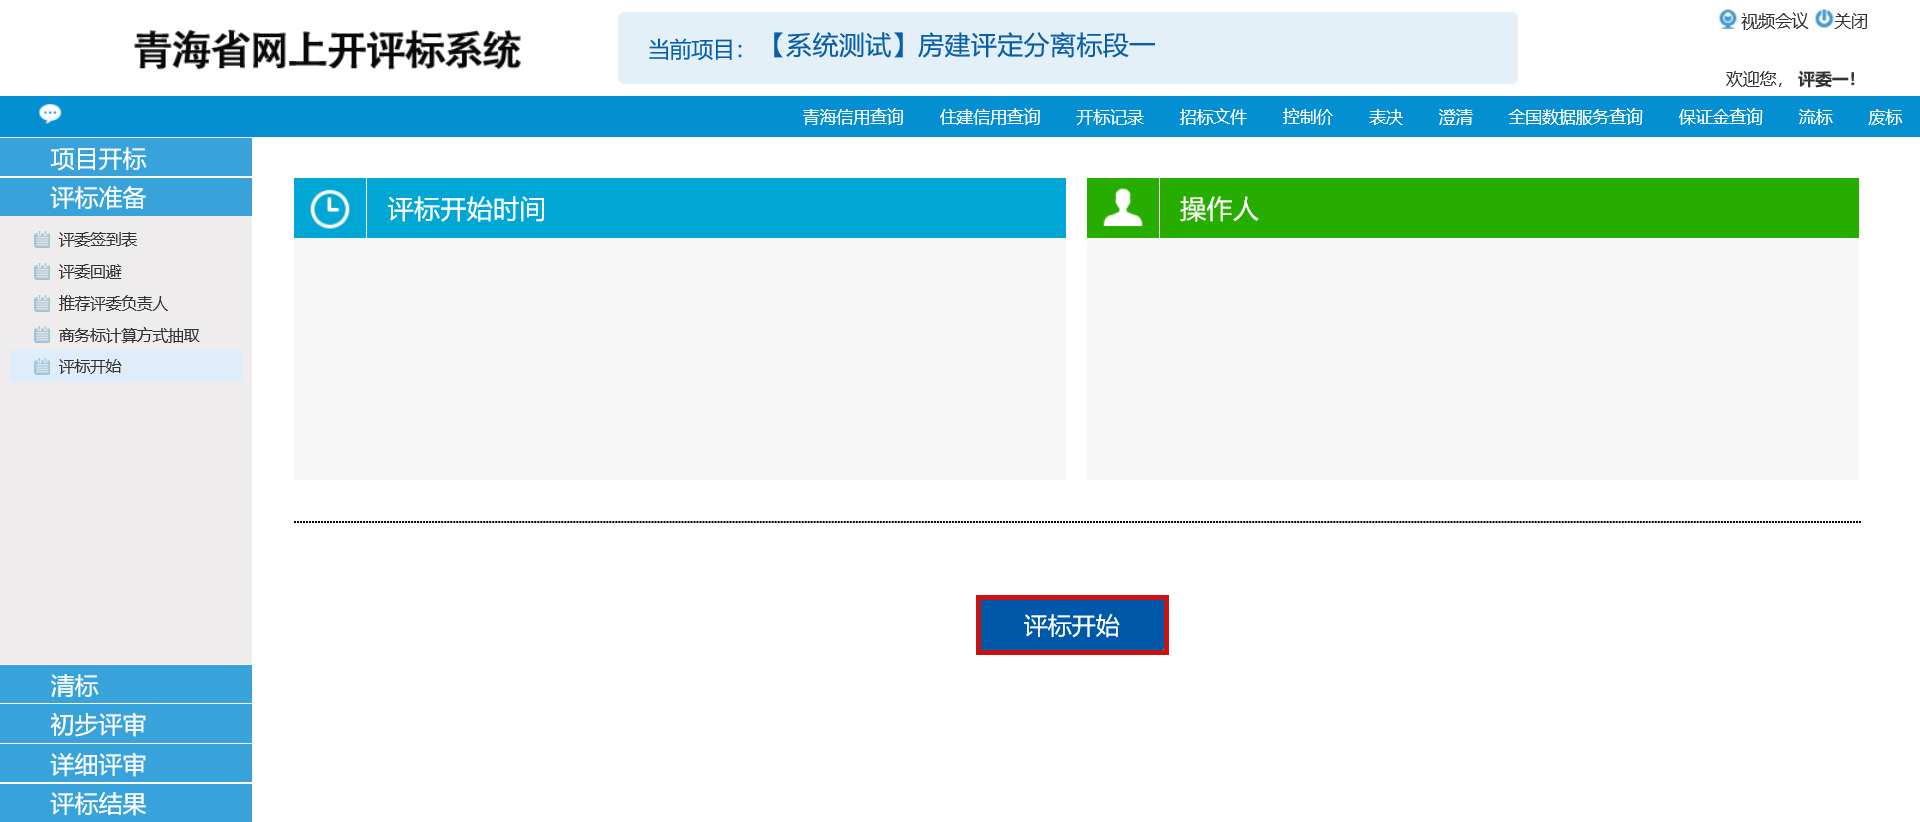 青海省网上开评标系统
当前项目：【系统测试】房建评定分离标段一
视频会议 关闭
欢迎您， 评委一！
青海信用查询 住建信用查询 开标记录 招标文件 控制价 表决 澄清 全国数据服务查询 保证金查询 流标 废标
项目开标
评标准备
评委签到表
评委回避
推荐评委负责人
商务标计算方式抽取
评标开始
清标
初步评审
详细评审
评标结果
评标开始时间
操作人
评标开始